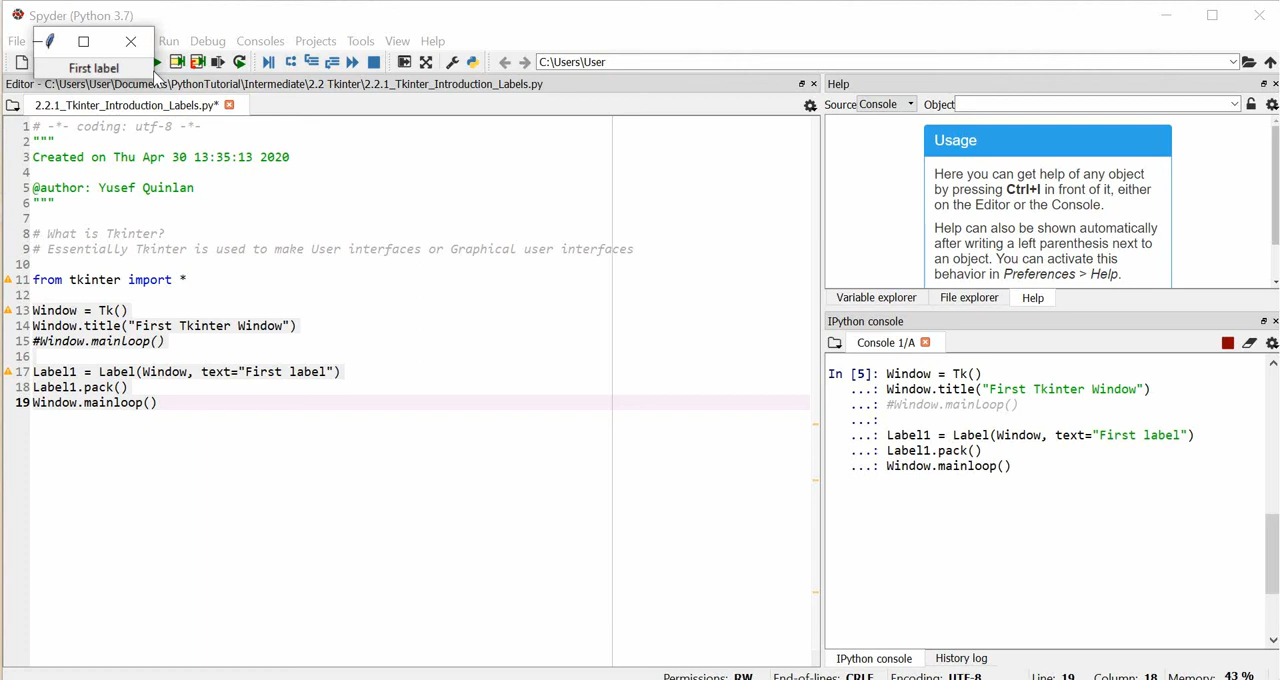 Spyder (Python 3.7)
File
Run Debug Consoles Projects Tools View Help
First label
C:\Users\User
Editor - C:\Users\User\Documents\PythonTutorial\Intermediate\2.2 Tkinter\2.2.1_Tkinter_Introduction_Labels.py
2.2.1_Tkinter_Introduction_Labels.py*
1 # -*- coding: utf-8 -*-
2 """
3 Created on Thu Apr 30 13:35:13 2020
4
5 @author: Yusef Quinlan
6 """
7
8 # What is Tkinter?
9 # Essentially Tkinter is used to make User interfaces or Graphical user interfaces
10
11 from tkinter import *
12
13 Window = Tk()
14 Window.title("First Tkinter Window")
15 #Window.mainloop()
16
17 Label1 = Label(Window, text="First label")
18 Label1.pack()
19 Window.mainloop()
Help
Source Console Object
Usage
Here you can get help of any object
by pressing Ctrl+I in front of it, either
on the Editor or the Console.
Help can also be shown automatically
after writing a left parenthesis next to
an object. You can activate this
behavior in Preferences > Help.
Variable explorer File explorer Help
IPython console
Console 1/A
In [5]: Window = Tk()
...: Window.title("First Tkinter Window")
...: #Window.mainloop()
...:
...: Label1 = Label(Window, text="First label")
...: Label1.pack()
...: Window.mainloop()
IPython console History log
Permissions: RW End-of-lines: CRLF Encoding: UTF-8 Line: 19 Column: 18 Memory: 43 %